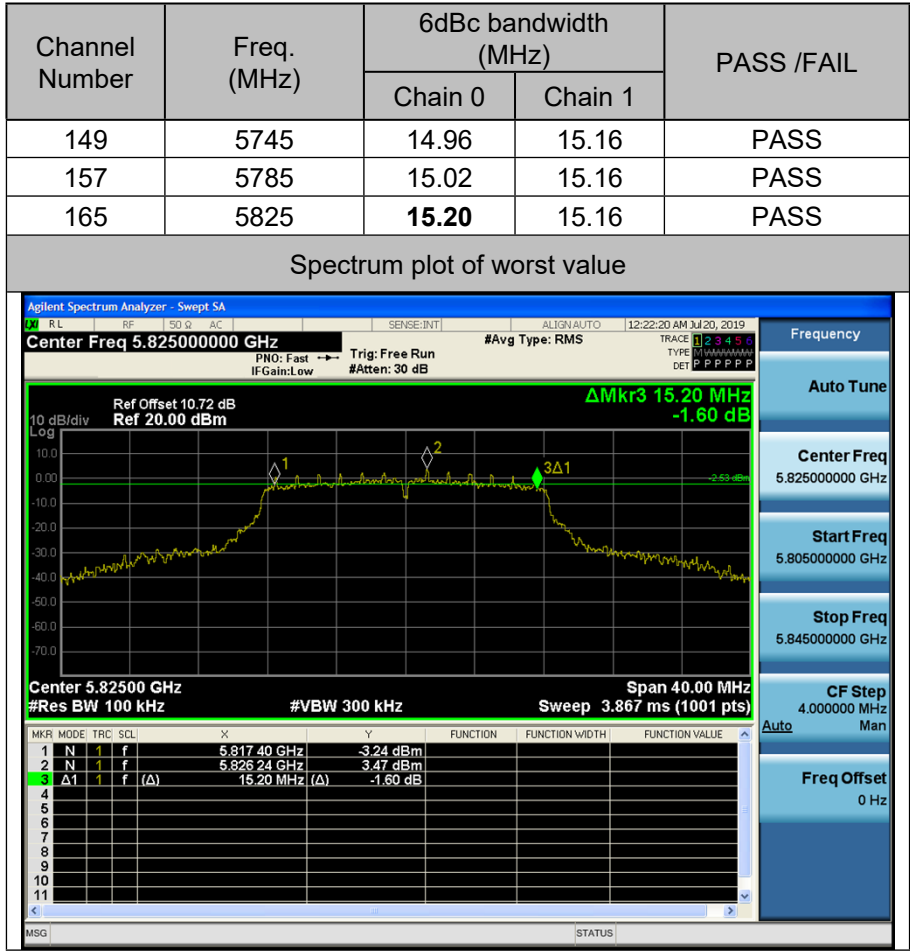 Channel Number Freq. (MHz) 6dBc bandwidth (MHz) PASS /FAIL
Chain 0 Chain 1
149 5745 14.96 15.16 PASS
157 5785 15.02 15.16 PASS
165 5825 15.20 15.16 PASS
Spectrum plot of worst value
Agilent Spectrum Analyzer - Swept SA
LXI RL RF 50 Ω AC SENSE:INT ALIGN AUTO 12:22:20 AM Jul 20, 2019
Center Freq 5.825000000 GHz #Avg Type: RMS TRACE 1 2 3 4 5 6
PNO: Fast Trig: Free Run TYPE M WWWWW
IFGain:Low #Atten: 30 dB DET P P P P P P
Frequency
Auto Tune
Center Freq
5.825000000 GHz
Start Freq
5.805000000 GHz
Stop Freq
5.845000000 GHz
CF Step
4.000000 MHz
Auto Man
Freq Offset
0 Hz
ΔMkr3 15.20 MHz
-1.60 dB
Ref Offset 10.72 dB
10 dB/div Ref 20.00 dBm
Log
10.0
0.00
-10.0
-20.0
-30.0
-40.0
-50.0
-60.0
-70.0
1
2
3Δ1
-2.53 dBm
Center 5.82500 GHz Span 40.00 MHz
#Res BW 100 kHz #VBW 300 kHz Sweep 3.867 ms (1001 pts)
MKR MODE TRC SCL X Y FUNCTION FUNCTION WIDTH FUNCTION VALUE
1 N 1 f 5.817 40 GHz -3.24 dBm
2 N 1 f 5.826 24 GHz 3.47 dBm
3 Δ1 1 f (Δ) 15.20 MHz (Δ) -1.60 dB
4
5
6
7
8
9
10
11
MSG STATUS